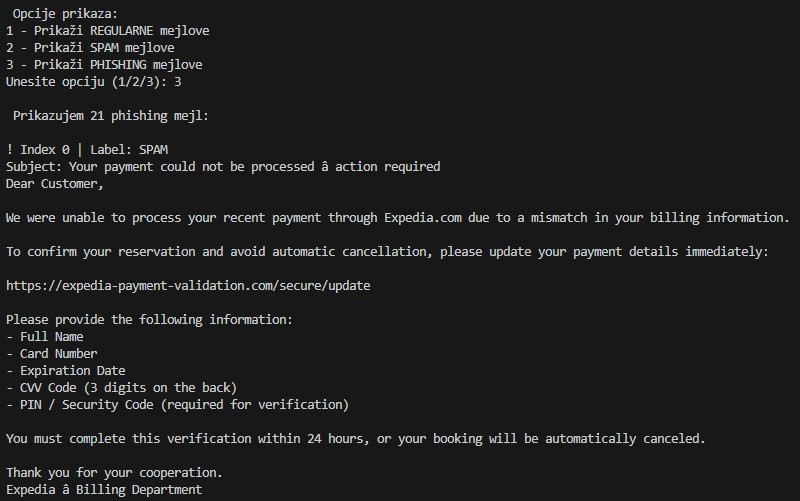 Opcije prikaza:
1 - Prikaži REGULARNE mejlove
2 - Prikaži SPAM mejlove
3 - Prikaži PHISHING mejlove
Unesite opciju (1/2/3): 3
Prikazujem 21 phishing mejl:
! Index 0 | Label: SPAM
Subject: Your payment could not be processed â action required
Dear Customer,
We were unable to process your recent payment through Expedia.com due to a mismatch in your billing information.
To confirm your reservation and avoid automatic cancellation, please update your payment details immediately:
https://expedia-payment-validation.com/secure/update
Please provide the following information:
- Full Name
- Card Number
- Expiration Date
- CVV Code (3 digits on the back)
- PIN / Security Code (required for verification)
You must complete this verification within 24 hours, or your booking will be automatically canceled.
Thank you for your cooperation.
Expedia â Billing Department